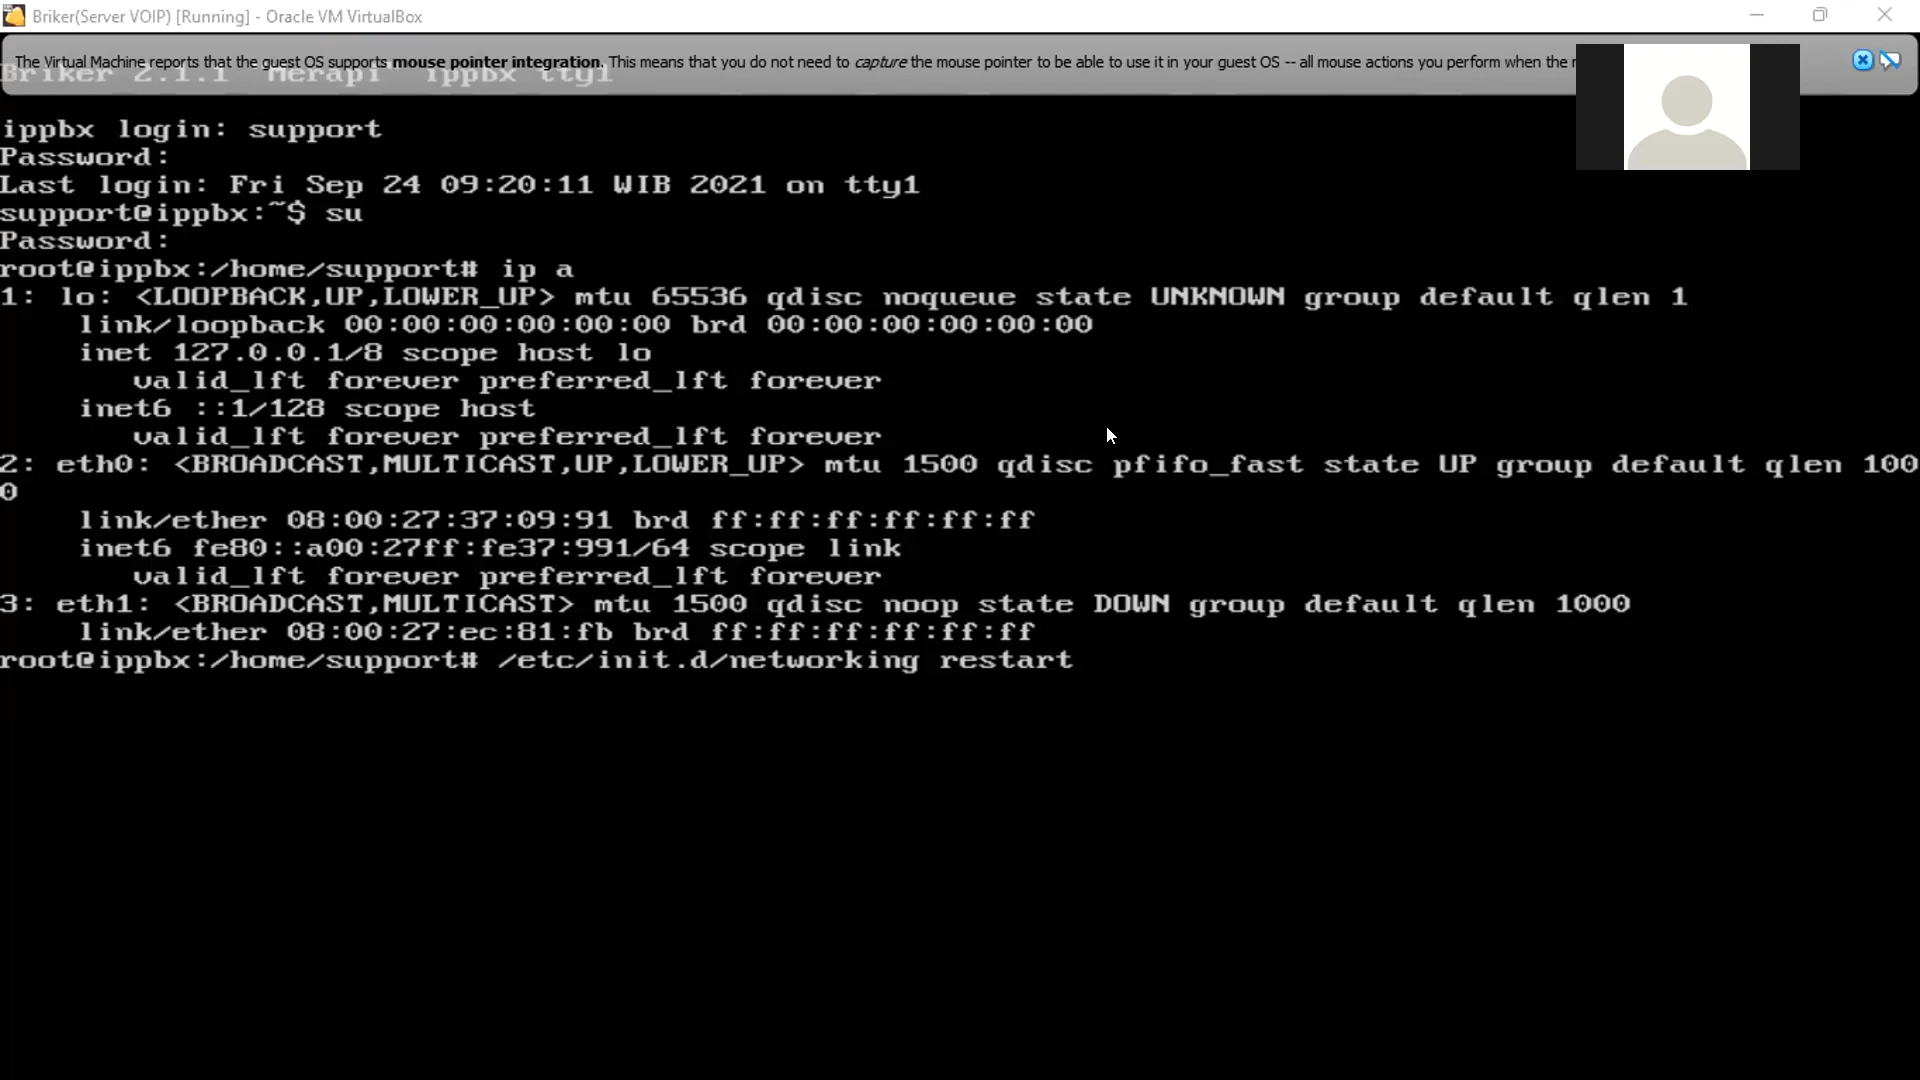 Briker(Server VOIP) [Running] - Oracle VM VirtualBox
The Virtual Machine reports that the guest OS supports mouse pointer integration. This means that you do not need to capture the mouse pointer to be able to use it in your guest OS -- all mouse actions you perform when the
Briker 2.1.1 "Merapi" ippbx tty1
ippbx login: support
Password:
Last login: Fri Sep 24 09:20:11 WIB 2021 on tty1
support@ippbx:~$ su
Password:
root@ippbx:/home/support# ip a
1: lo: <LOOPBACK,UP,LOWER_UP> mtu 65536 qdisc noqueue state UNKNOWN group default qlen 1
    link/loopback 00:00:00:00:00:00 brd 00:00:00:00:00:00
    inet 127.0.0.1/8 scope host lo
       valid_lft forever preferred_lft forever
    inet6 ::1/128 scope host
       valid_lft forever preferred_lft forever
2: eth0: <BROADCAST,MULTICAST,UP,LOWER_UP> mtu 1500 qdisc pfifo_fast state UP group default qlen 100
0
    link/ether 08:00:27:37:09:91 brd ff:ff:ff:ff:ff:ff
    inet6 fe80::a00:27ff:fe37:991/64 scope link
       valid_lft forever preferred_lft forever
3: eth1: <BROADCAST,MULTICAST> mtu 1500 qdisc noop state DOWN group default qlen 1000
    link/ether 08:00:27:ec:81:fb brd ff:ff:ff:ff:ff:ff
root@ippbx:/home/support# /etc/init.d/networking restart